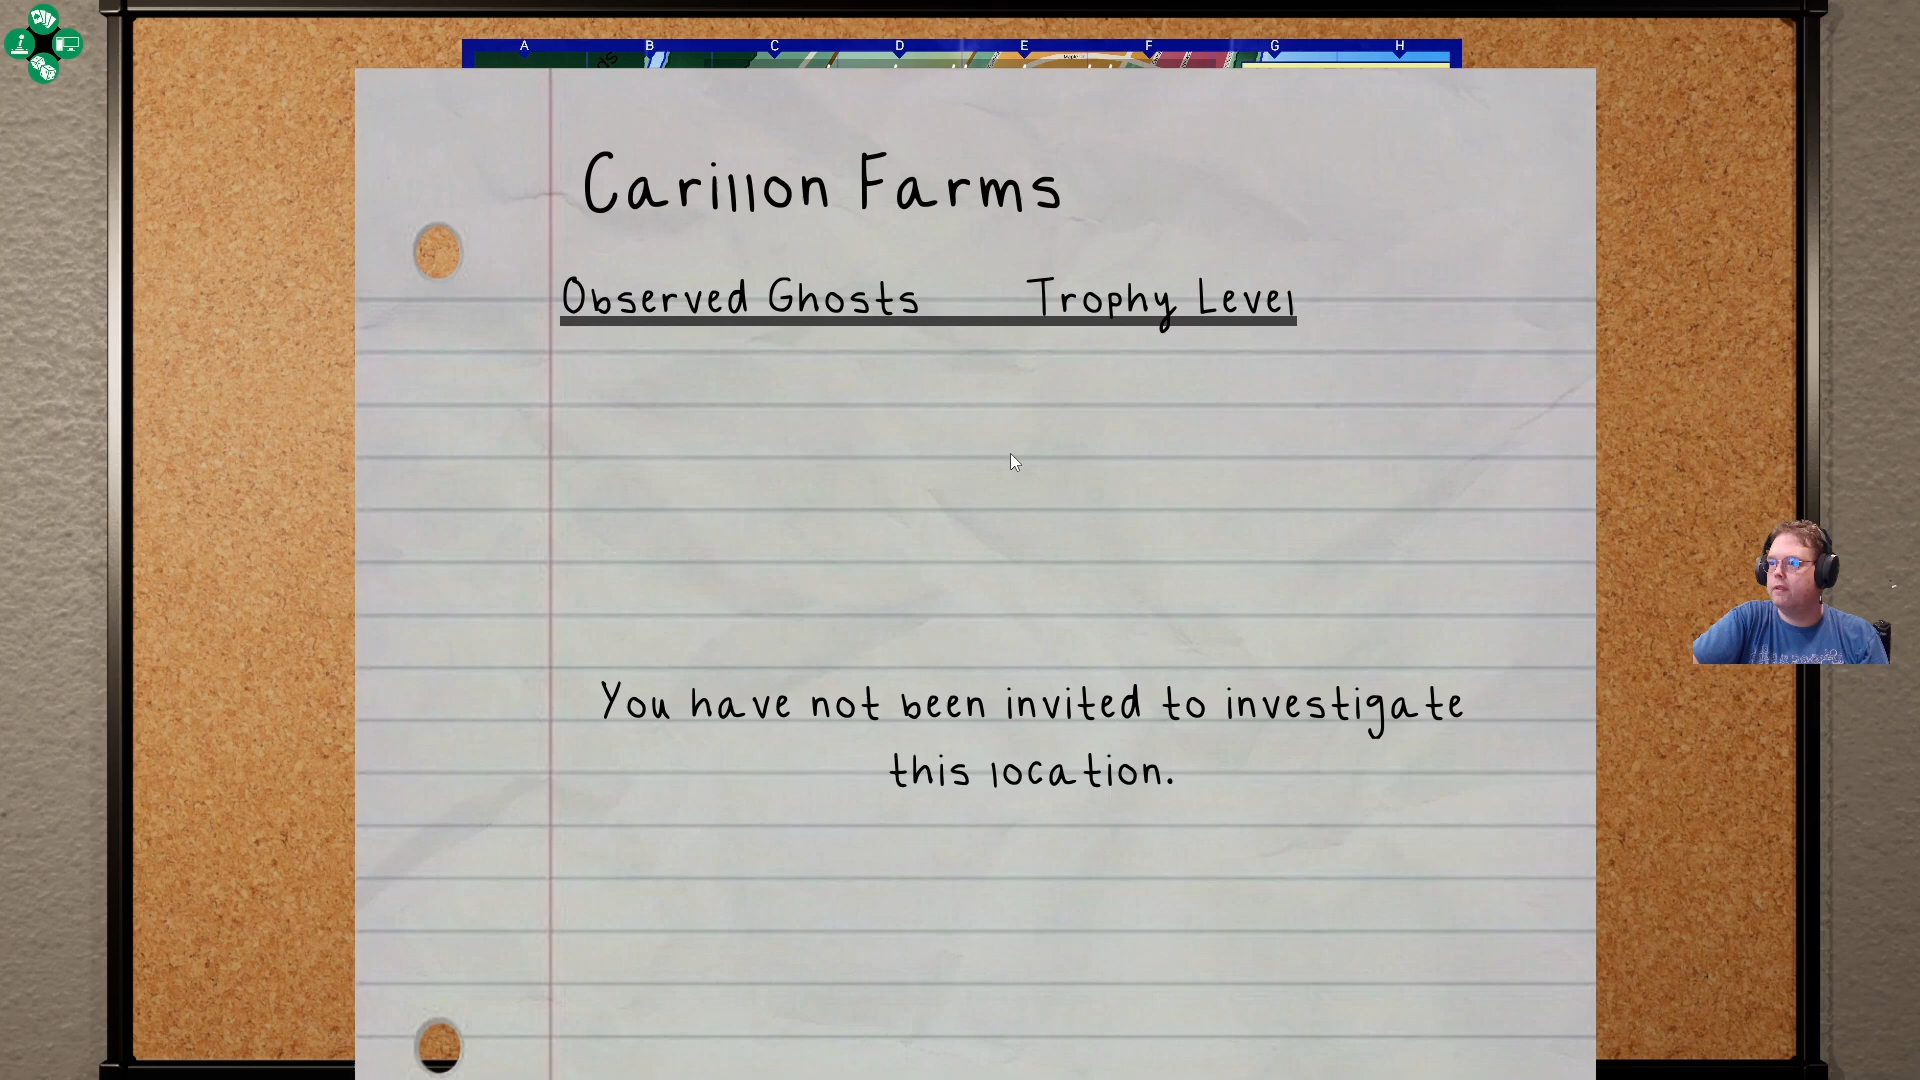 A B C D E F G H
Carillon Farms
Observed Ghosts Trophy Level
You have not been invited to investigate
this location.